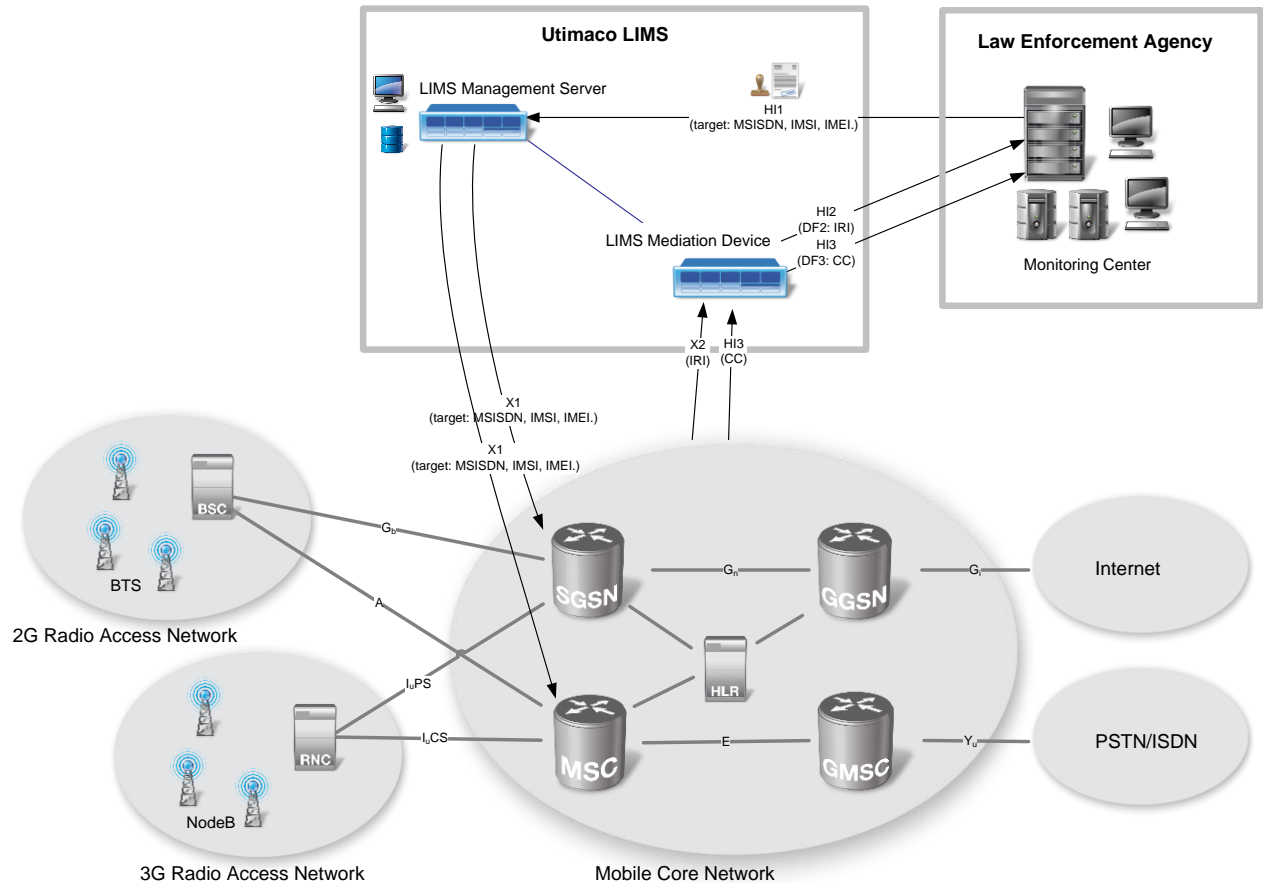 Utimaco LIMS
Law Enforcement Agency
LIMS Management Server
HI1
(target: MSISDN, IMSI, IMEI.)
HI2
(DF2: IRI)
LIMS Mediation Device
HI3
(DF3: CC)
Monitoring Center
X2
(IRI)
HI3
(CC)
X1
(target: MSISDN, IMSI, IMEI.)
X1
(target: MSISDN, IMSI, IMEI.)
BSC
BTS
2G Radio Access Network
Gb
A
SGSN
Gn
GGSN
Gi
Internet
HLR
IuPS
IuCS
RNC
NodeB
3G Radio Access Network
MSC
E
GMSC
Yu
PSTN/ISDN
Mobile Core Network